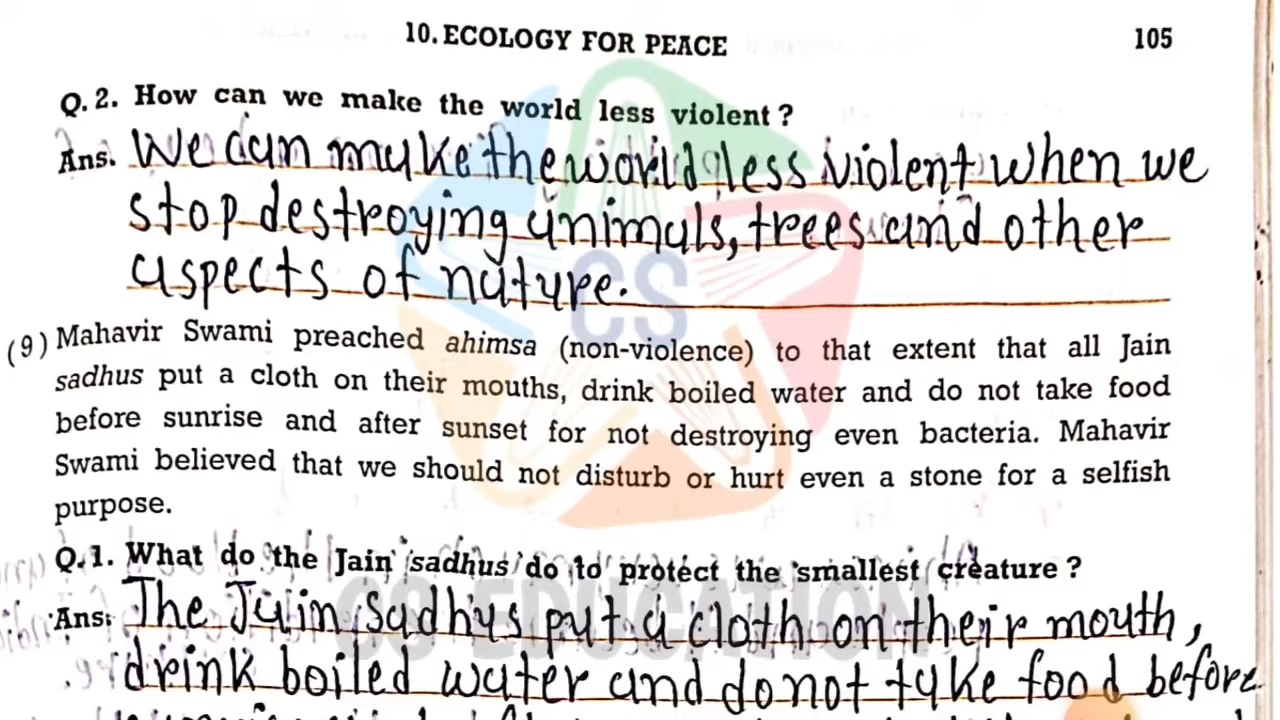 10. ECOLOGY FOR PEACE 105
Q. 2. How can we make the world less violent ?
Ans. We can make the world less violent when we
stop destroying animals, trees and other
aspects of nature.
(9) Mahavir Swami preached ahimsa (non-violence) to that extent that all Jain
sadhus put a cloth on their mouths, drink boiled water and do not take food
before sunrise and after sunset for not destroying even bacteria. Mahavir
Swami believed that we should not disturb or hurt even a stone for a selfish
purpose.
Q. 1. What do the Jain sadhus do to protect the smallest creature ?
Ans. The Jain Sadhus put a cloth on their mouth,
drink boiled water and do not take food before
CS
CS EDUCATION